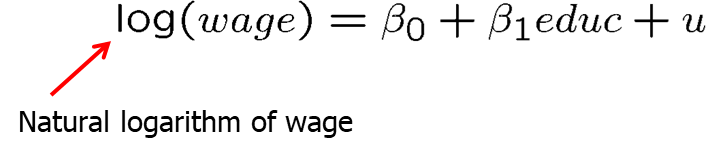 log(wage) = β₀ + β₁educ + u
Natural logarithm of wage